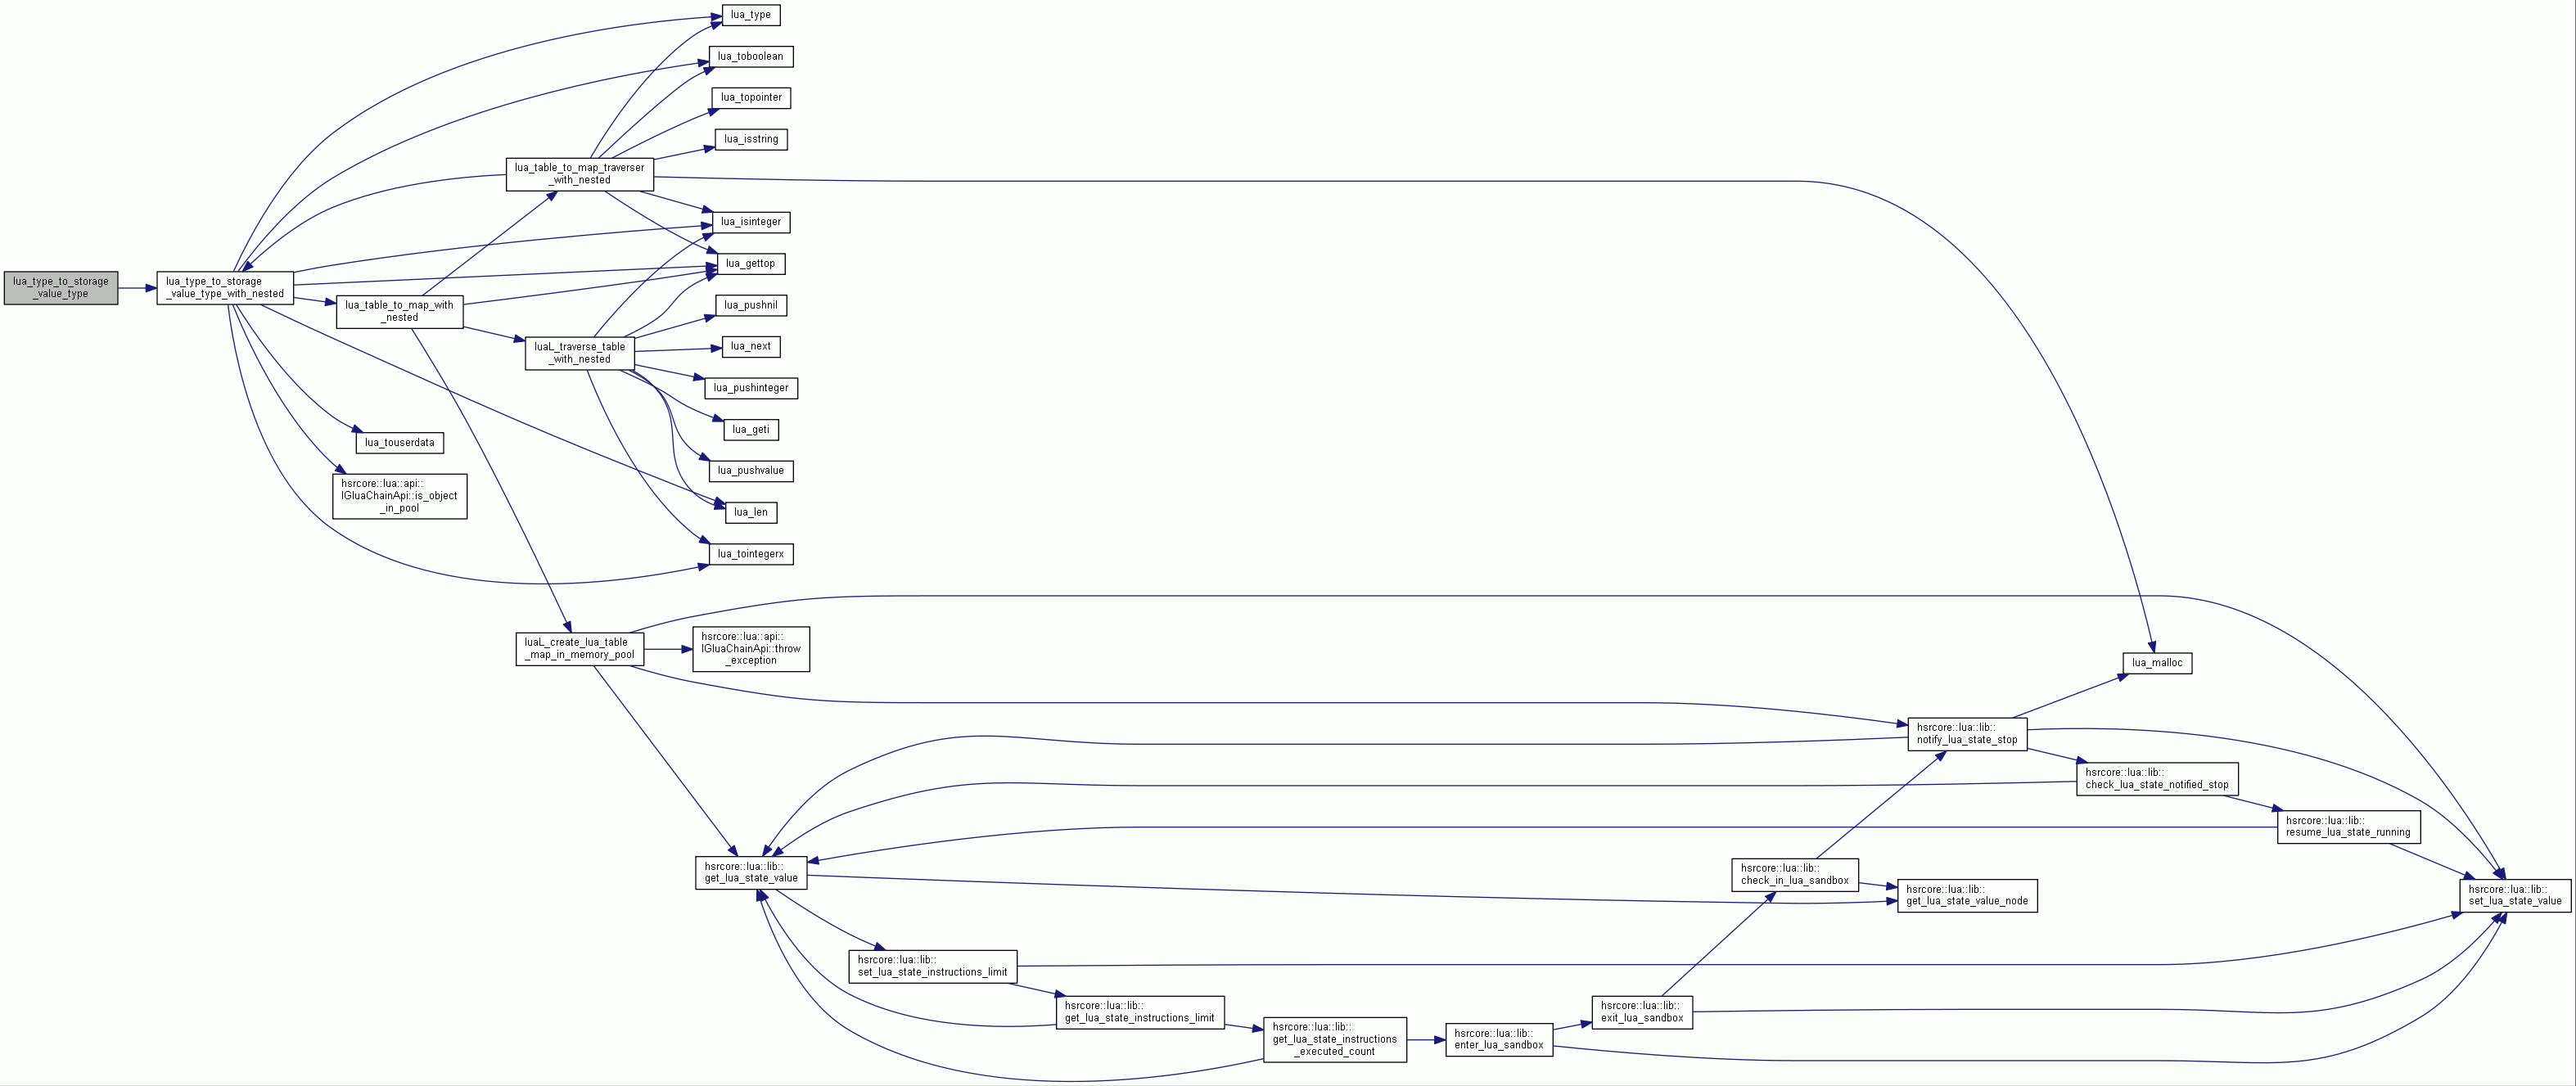 lua_type
lua_toboolean
lua_topointer
lua_isstring
lua_table_to_map_traverser
_with_nested
lua_isinteger
lua_gettop
lua_type_to_storage
_value_type
lua_type_to_storage
_value_type_with_nested
lua_table_to_map_with
_nested
lua_pushnil
luaL_traverse_table
_with_nested
lua_next
lua_pushinteger
lua_geti
lua_touserdata
lua_pushvalue
hsrcore::lua::api::
IGluaChainApi::is_object
_in_pool
lua_len
lua_tointegerx
luaL_create_lua_table
_map_in_memory_pool
hsrcore::lua::api::
IGluaChainApi::throw
_exception
lua_malloc
hsrcore::lua::lib::
notify_lua_state_stop
hsrcore::lua::lib::
check_lua_state_notified_stop
hsrcore::lua::lib::
resume_lua_state_running
hsrcore::lua::lib::
get_lua_state_value
hsrcore::lua::lib::
check_in_lua_sandbox
hsrcore::lua::lib::
get_lua_state_value_node
hsrcore::lua::lib::
set_lua_state_value
hsrcore::lua::lib::
set_lua_state_instructions_limit
hsrcore::lua::lib::
get_lua_state_instructions_limit
hsrcore::lua::lib::
get_lua_state_instructions
_executed_count
hsrcore::lua::lib::
enter_lua_sandbox
hsrcore::lua::lib::
exit_lua_sandbox